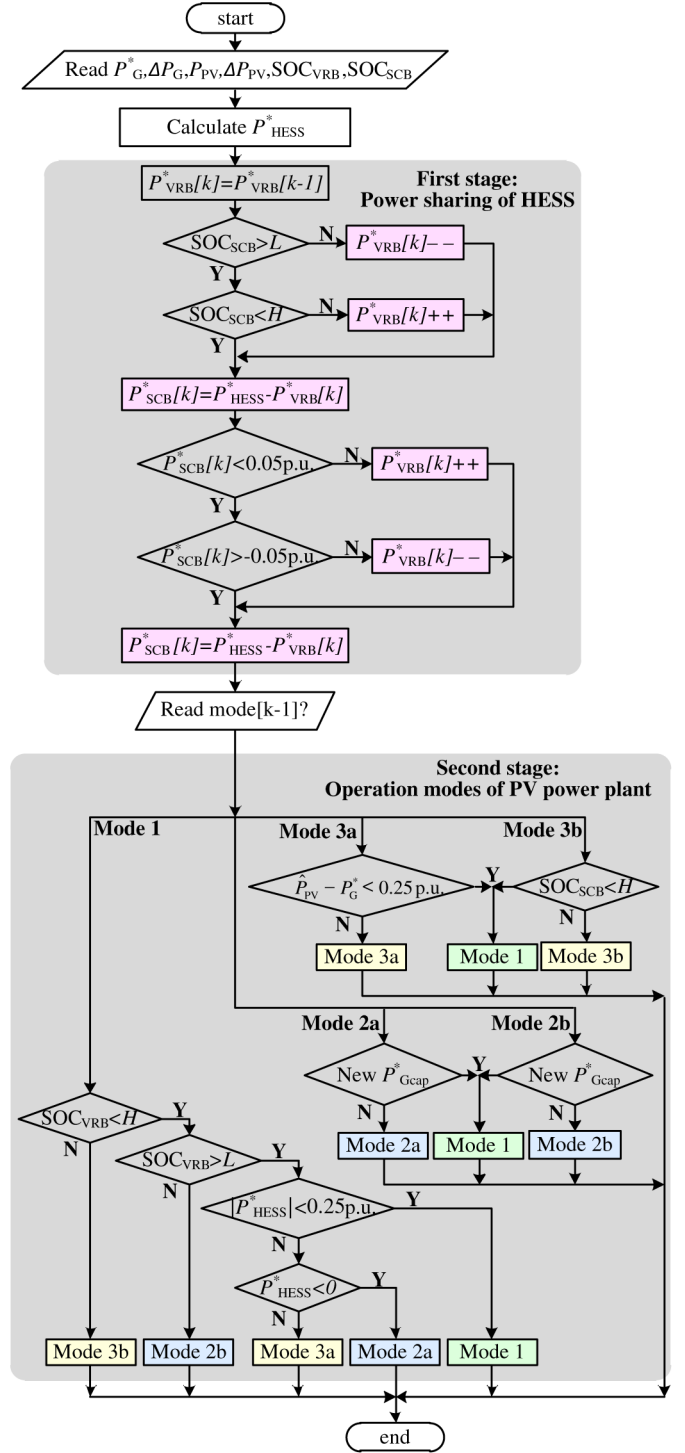 start
Read P*G,ΔPG,PPV,ΔPPV,SOCVRB,SOCSCB
Calculate P*HESS
First stage:
Power sharing of HESS
P*VRB[k]=P*VRB[k-1]
SOCSCB>L
N
P*VRB[k]--
Y
SOCSCB<H
N
P*VRB[k]++
Y
P*SCB[k]=P*HESS-P*VRB[k]
P*SCB[k]<0.05p.u.
N
P*VRB[k]++
Y
P*SCB[k]>-0.05p.u.
N
P*VRB[k]--
Y
P*SCB[k]=P*HESS-P*VRB[k]
Read mode[k-1]?
Second stage:
Operation modes of PV power plant
Mode 1
Mode 3a
Mode 3b
P̂PV − P*G < 0.25 p.u.
Y
SOCSCB<H
N
N
Mode 3a
Mode 1
Mode 3b
Mode 2a
Mode 2b
New P*Gcap
Y
New P*Gcap
N
N
Mode 2a
Mode 1
Mode 2b
SOCVRB<H
Y
N
SOCVRB>L
Y
N
|P*HESS|<0.25p.u.
Y
N
P*HESS<0
Y
N
Mode 3b
Mode 2b
Mode 3a
Mode 2a
Mode 1
end